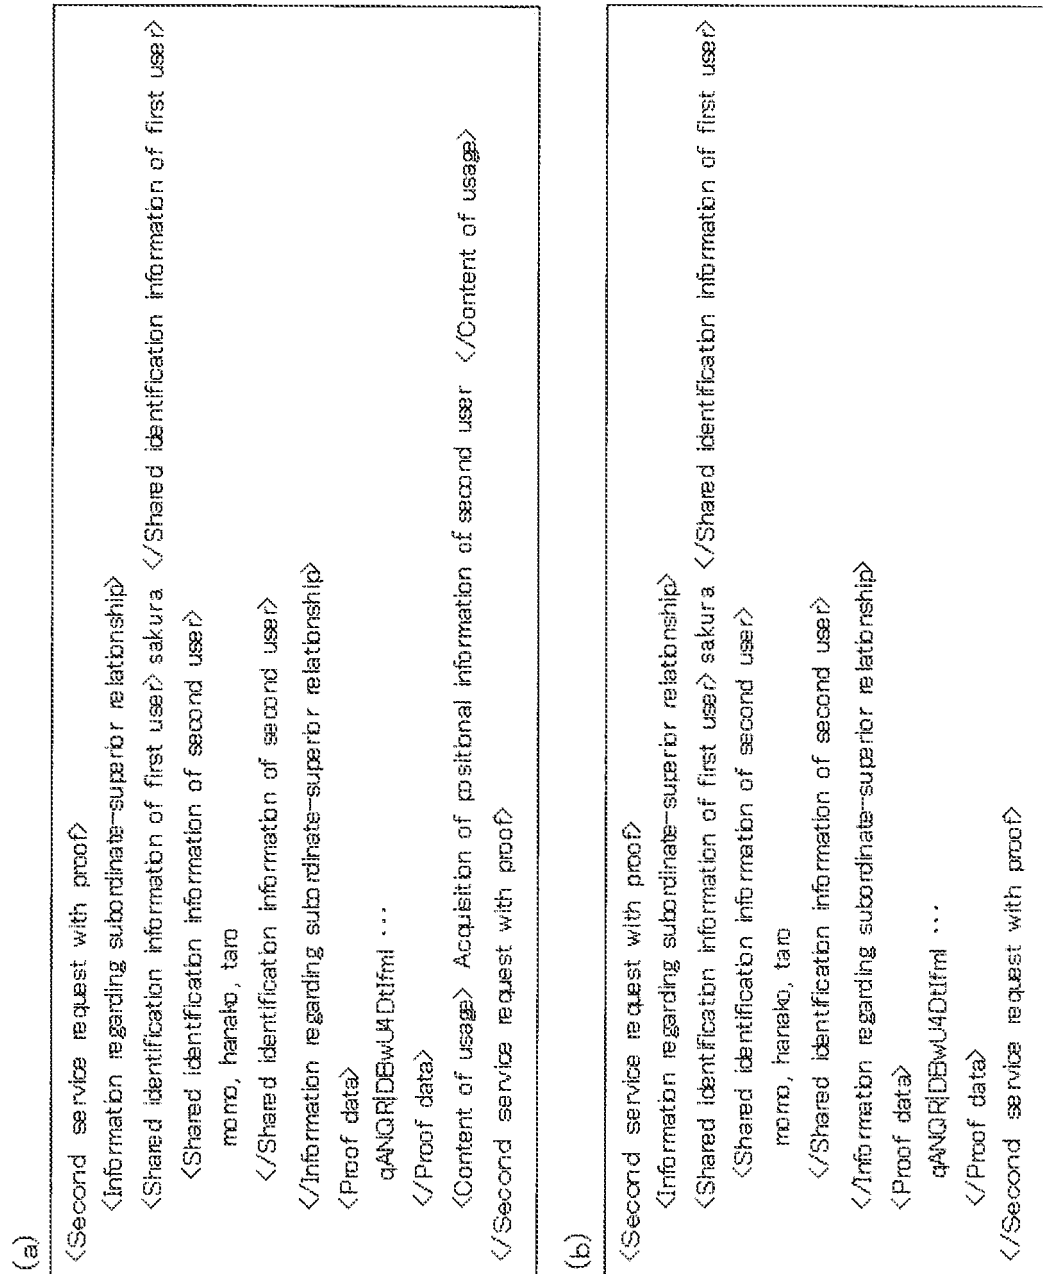 (a)
<Second service request with proof>
<Information regarding subordinate-superior relationship>
<Shared identification information of first user> sakura </Shared identification information of first user>
<Shared identification information of second user>
momo, hanako, taro
</Shared identification information of second user>
</Information regarding subordinate-superior relationship>
<Proof data>
qANQR|DBwU4DtIfmI ···
</Proof data>
<Content of usage> Acquisition of positional information of second user </Content of usage>
</Second service request with proof>
(b)
<Second service request with proof>
<Information regarding subordinate-superior relationship>
<Shared identification information of first user> sakura </Shared identification information of first user>
<Shared identification information of second user>
momo, hanako, taro
</Shared identification information of second user>
</Information regarding subordinate-superior relationship>
<Proof data>
qANQR|DBwU4DtIfmI ···
</Proof data>
</Second service request with proof>